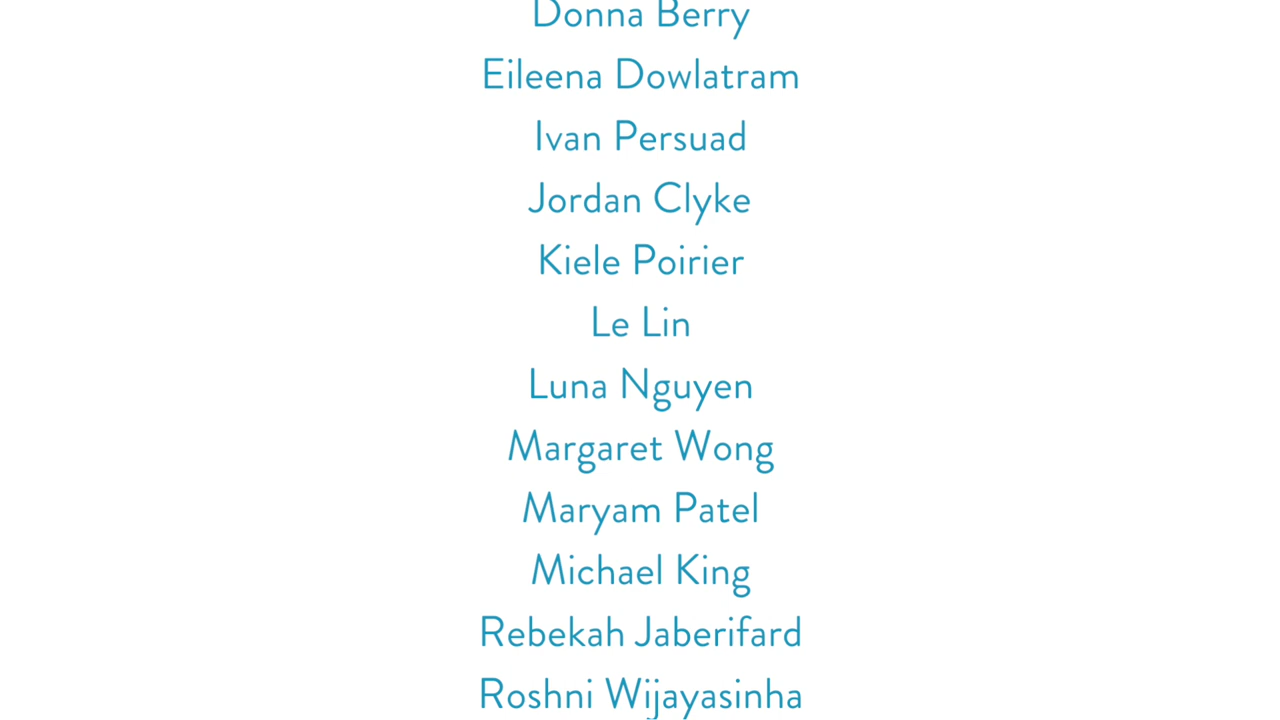 Donna Berry
Eileena Dowlatram
Ivan Persuad
Jordan Clyke
Kiele Poirier
Le Lin
Luna Nguyen
Margaret Wong
Maryam Patel
Michael King
Rebekah Jaberifard
Roshni Wijayasinha